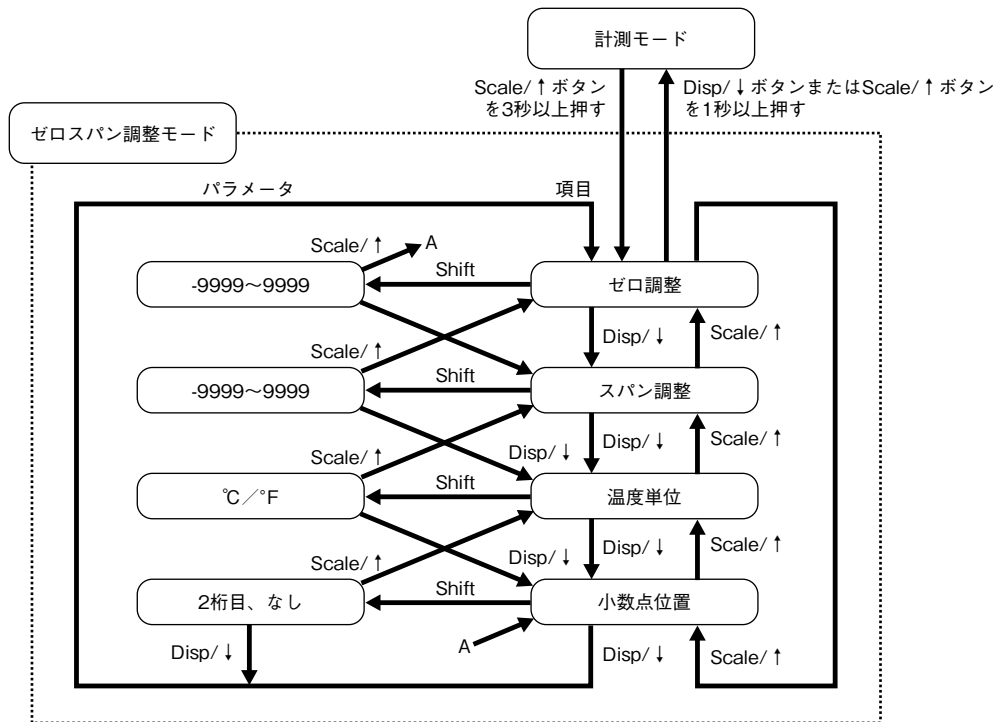 計測モード
Scale/↑ボタン
を3秒以上押す
Disp/↓ボタンまたはScale/↑ボタン
を1秒以上押す
ゼロスパン調整モード
パラメータ
項目
Scale/↑
A
-9999〜9999
Shift
ゼロ調整
Disp/↓
Scale/↑
Scale/↑
-9999〜9999
Shift
スパン調整
Disp/↓
Disp/↓
Scale/↑
Scale/↑
℃/°F
Shift
温度単位
Disp/↓
Disp/↓
Scale/↑
Scale/↑
2桁目、なし
Shift
小数点位置
A
Disp/↓
Disp/↓
Scale/↑